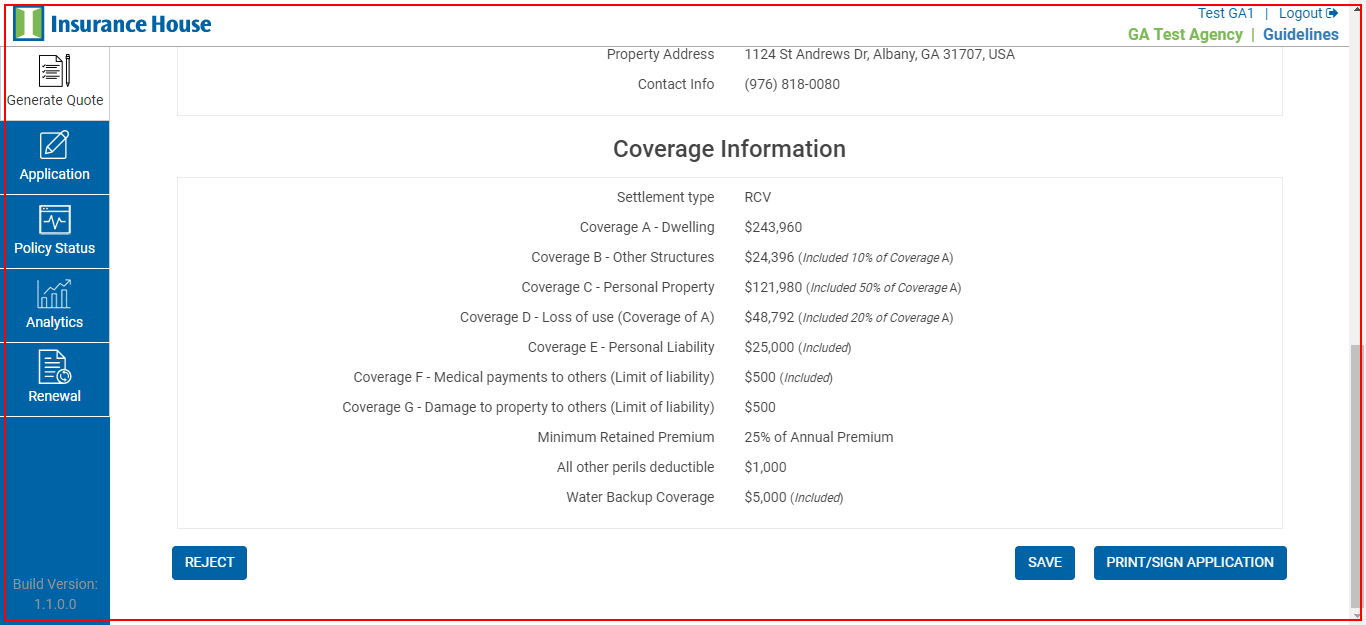 Insurance House
Test GA1 | Logout
GA Test Agency | Guidelines
Generate Quote
Application
Policy Status
Analytics
Renewal
Build Version:
1.1.0.0
Property Address 1124 St Andrews Dr, Albany, GA 31707, USA
Contact Info (976) 818-0080
Coverage Information
Settlement type RCV
Coverage A - Dwelling $243,960
Coverage B - Other Structures $24,396 (Included 10% of Coverage A)
Coverage C - Personal Property $121,980 (Included 50% of Coverage A)
Coverage D - Loss of use (Coverage of A) $48,792 (Included 20% of Coverage A)
Coverage E - Personal Liability $25,000 (Included)
Coverage F - Medical payments to others (Limit of liability) $500 (Included)
Coverage G - Damage to property to others (Limit of liability) $500
Minimum Retained Premium 25% of Annual Premium
All other perils deductible $1,000
Water Backup Coverage $5,000 (Included)
REJECT SAVE PRINT/SIGN APPLICATION